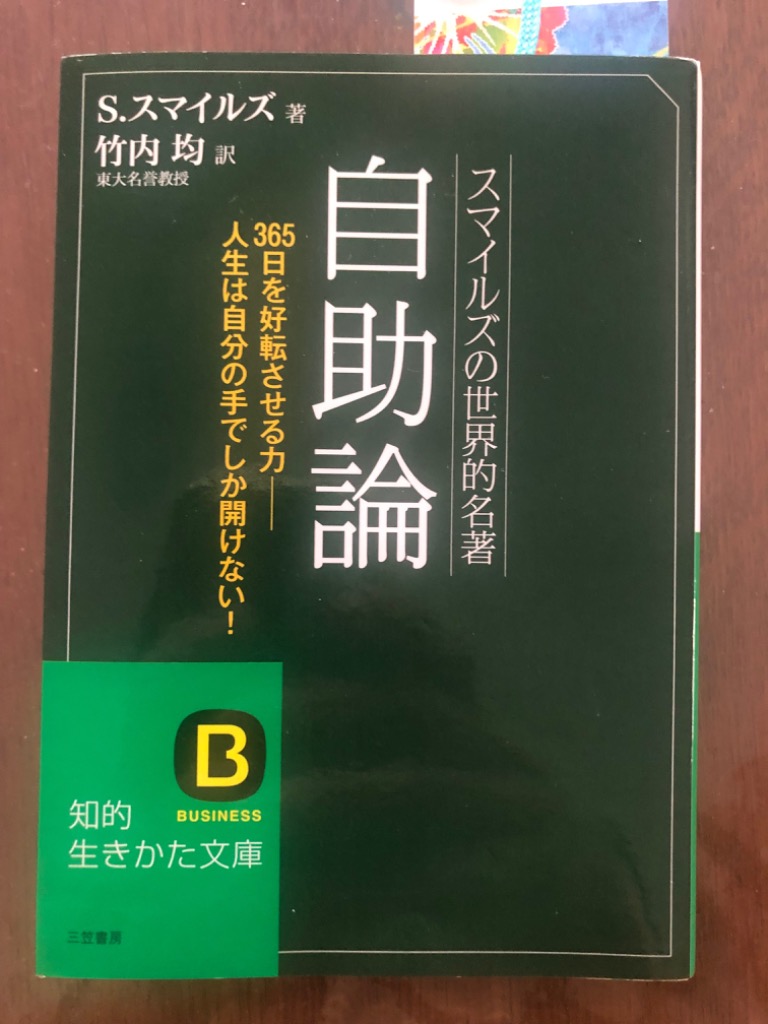 S.スマイルズ 著
竹内 均 訳
東大名誉教授
スマイルズの世界的名著
自助論
365日を好転させる力――
人生は自分の手でしか開けない!
B
BUSINESS
知的
生きかた文庫
三笠書房